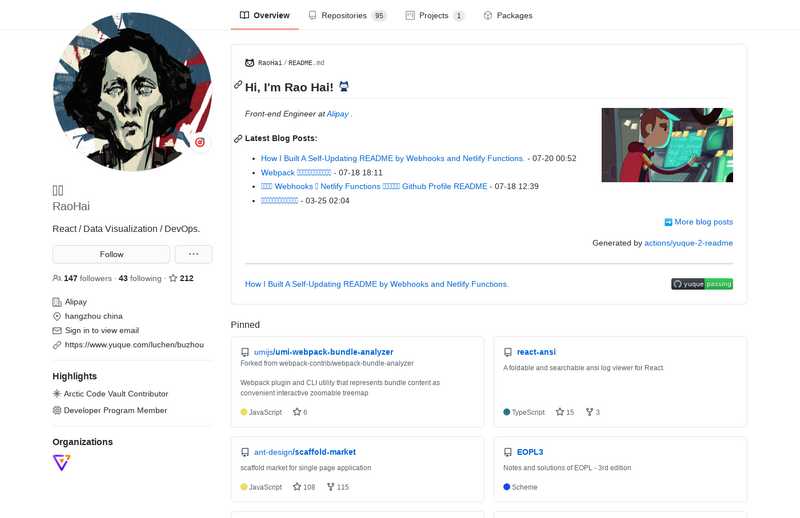 Overview
Repositories 95
Projects 1
Packages
RaoHai / README.md
Hi, I'm Rao Hai!
Front-end Engineer at Alipay .
Latest Blog Posts:
How I Built A Self-Updating README by Webhooks and Netlify Functions. - 07-20 00:52
Webpack - 07-18 18:11
Webhooks Netlify Functions Github Profile README - 07-18 12:39
- 03-25 02:04
More blog posts
Generated by actions/yuque-2-readme
How I Built A Self-Updating README by Webhooks and Netlify Functions.
yuque passing
RaoHai
React / Data Visualization / DevOps.
Follow
147 followers · 43 following · 212
Alipay
hangzhou china
Sign in to view email
https://www.yuque.com/luchen/buzhou
Highlights
Arctic Code Vault Contributor
Developer Program Member
Organizations
Pinned
umijs/umi-webpack-bundle-analyzer
Forked from webpack-contrib/webpack-bundle-analyzer
Webpack plugin and CLI utility that represents bundle content as
convenient interactive zoomable treemap
JavaScript 6
react-ansi
A foldable and searchable ansi log viewer for React
TypeScript 15 3
ant-design/scaffold-market
scaffold market for single page application
JavaScript 108 115
EOPL3
Notes and solutions of EOPL - 3rd edition
Scheme